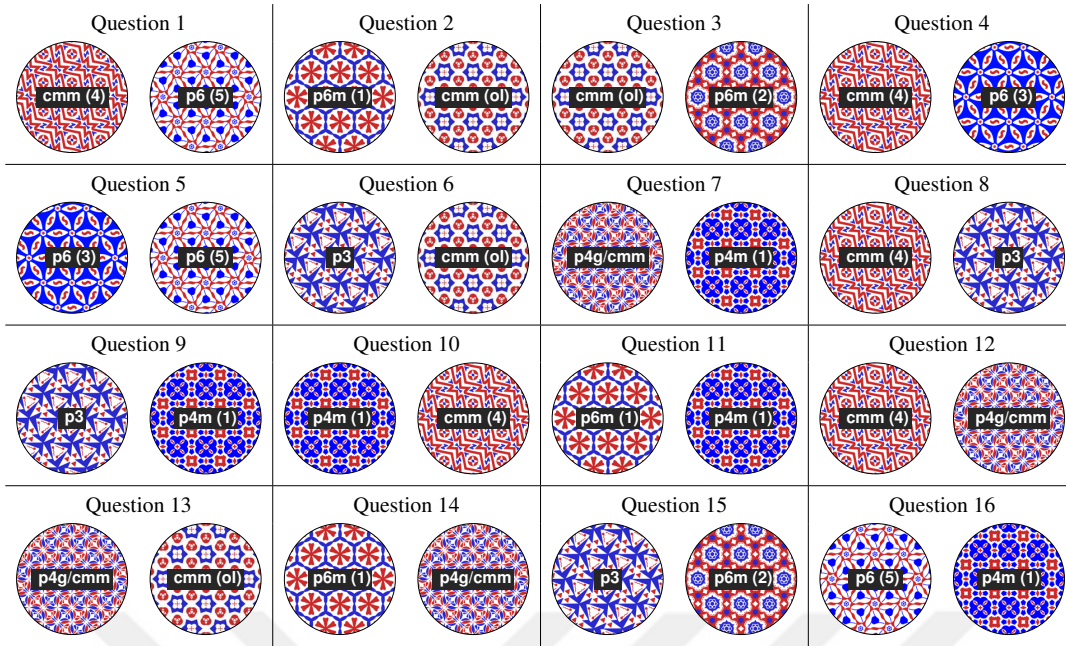 Question 1
Question 2
Question 3
Question 4
cmm (4)
p6 (5)
p6m (1)
cmm (ol)
cmm (ol)
p6m (2)
cmm (4)
p6 (3)
Question 5
Question 6
Question 7
Question 8
p6 (3)
p6 (5)
p3
cmm (ol)
p4g/cmm
p4m (1)
cmm (4)
p3
Question 9
Question 10
Question 11
Question 12
p3
p4m (1)
p4m (1)
cmm (4)
p6m (1)
p4m (1)
cmm (4)
p4g/cmm
Question 13
Question 14
Question 15
Question 16
p4g/cmm
cmm (ol)
p6m (1)
p4g/cmm
p3
p6m (2)
p6 (5)
p4m (1)